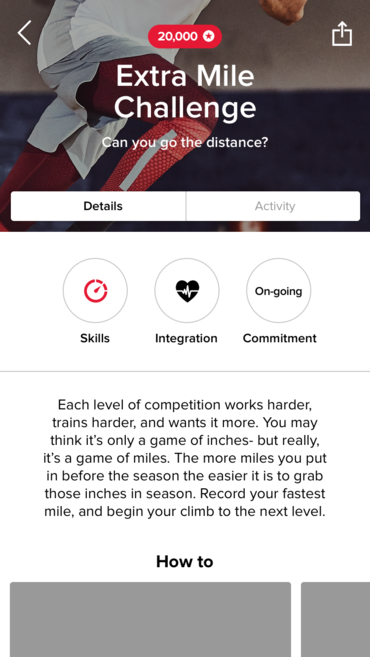 20,000
Extra Mile
Challenge
Can you go the distance?
Details
Activity
On-going
Skills
Integration
Commitment
Each level of competition works harder,
trains harder, and wants it more. You may
think it's only a game of inches- but really,
it's a game of miles. The more miles you put
in before the season the easier it is to grab
those inches in season. Record your fastest
mile, and begin your climb to the next level.
How to